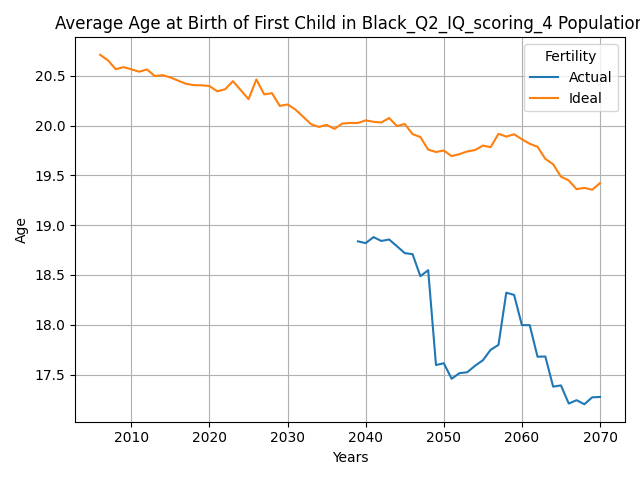 Average Age at Birth of First Child in Black_Q2_IQ_scoring_4 Population
Fertility
Actual
Ideal
Age
20.5
20.0
19.5
19.0
18.5
18.0
17.5
2010 2020 2030 2040 2050 2060 2070
Years